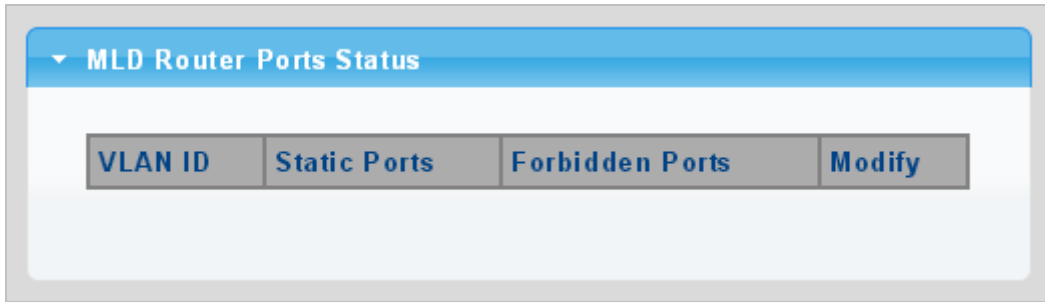 MLD Router Ports Status
VLAN ID Static Ports Forbidden Ports Modify